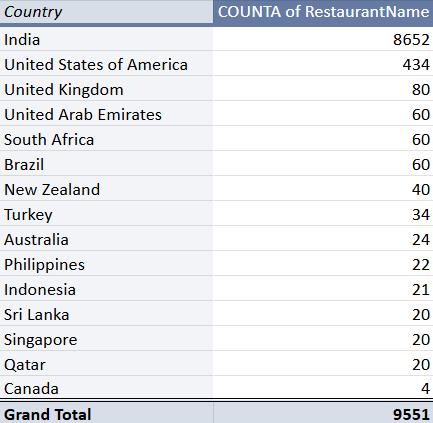 Country COUNTA of RestaurantName
India 8652
United States of America 434
United Kingdom 80
United Arab Emirates 60
South Africa 60
Brazil 60
New Zealand 40
Turkey 34
Australia 24
Philippines 22
Indonesia 21
Sri Lanka 20
Singapore 20
Qatar 20
Canada 4
Grand Total 9551